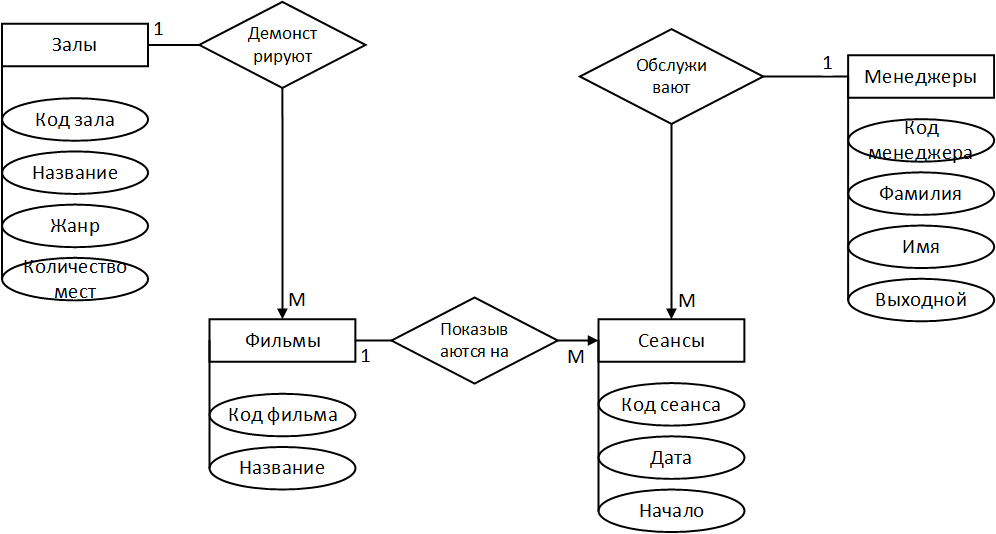 Залы
1
Демонст
рируют
Код зала
Название
Жанр
Количество
мест
М
Обслужи
вают
1
Менеджеры
Код
менеджера
Фамилия
Имя
Выходной
М
Фильмы
1
Показыв
аются на
М
Сеансы
Код фильма
Название
Код сеанса
Дата
Начало